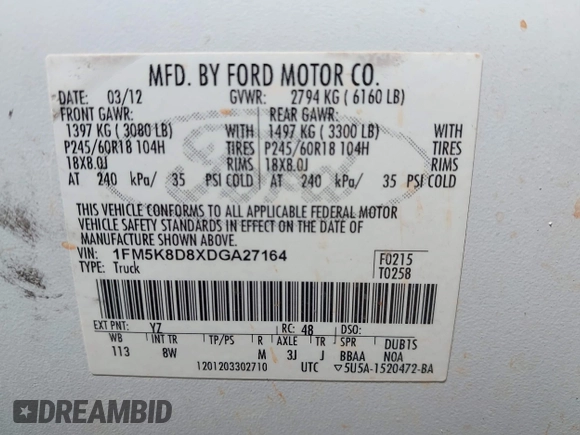 MFD. BY FORD MOTOR CO.
DATE: 03/12 GVWR: 2794 KG ( 6160 LB)
FRONT GAWR: REAR GAWR:
1397 KG ( 3080 LB) WITH 1497 KG ( 3300 LB) WITH
P245/60R18 104H TIRES P245/60R18 104H TIRES
18X8.0J RIMS 18X8.0J RIMS
AT 240 kPa/ 35 PSI COLD AT 240 kPa/ 35 PSI COLD
THIS VEHICLE CONFORMS TO ALL APPLICABLE FEDERAL MOTOR
VEHICLE SAFETY STANDARDS IN EFFECT ON THE DATE OF
MANUFACTURE SHOWN ABOVE.
VIN: 1FM5K8D8XDGA27164 F0215
TYPE: Truck T0258
EXT PNT: YZ RC: 48 DSO:
WB INT TR TP/PS R AXLE TR SPR DUBTS
113 8W M 3J J BBAA NOA
1201203302710 UTC ▽5U5A-1520472-BA
Ford
DREAMBID